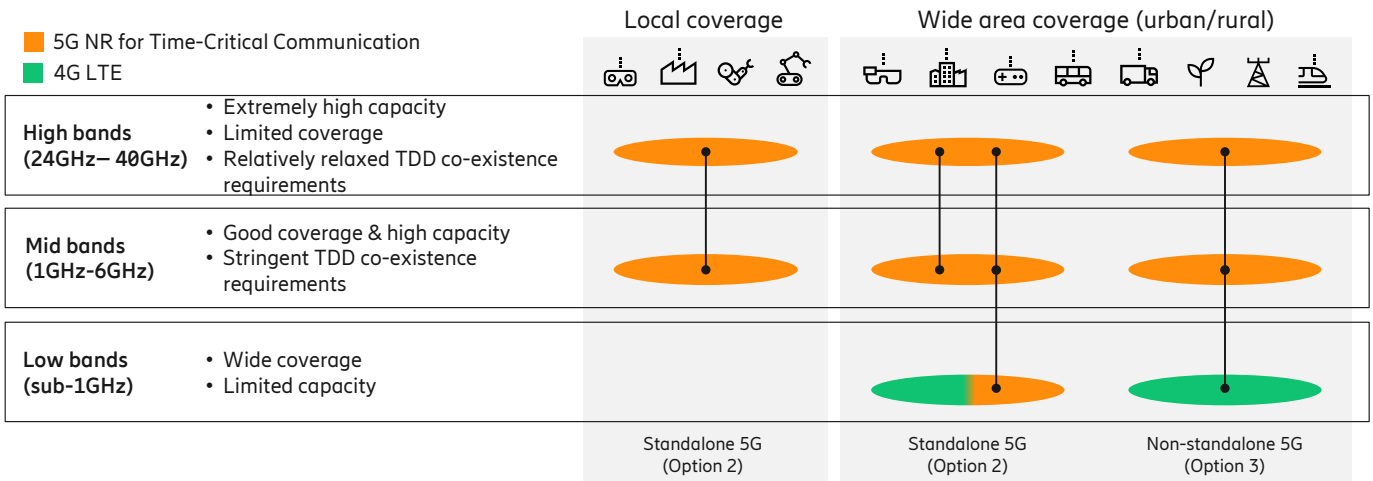 Local coverage
Wide area coverage (urban/rural)
5G NR for Time-Critical Communication
4G LTE
High bands
(24GHz– 40GHz)
• Extremely high capacity
• Limited coverage
• Relatively relaxed TDD co-existence
requirements
Mid bands
(1GHz-6GHz)
• Good coverage & high capacity
• Stringent TDD co-existence
requirements
Low bands
(sub-1GHz)
• Wide coverage
• Limited capacity
Standalone 5G
(Option 2)
Standalone 5G
(Option 2)
Non-standalone 5G
(Option 3)